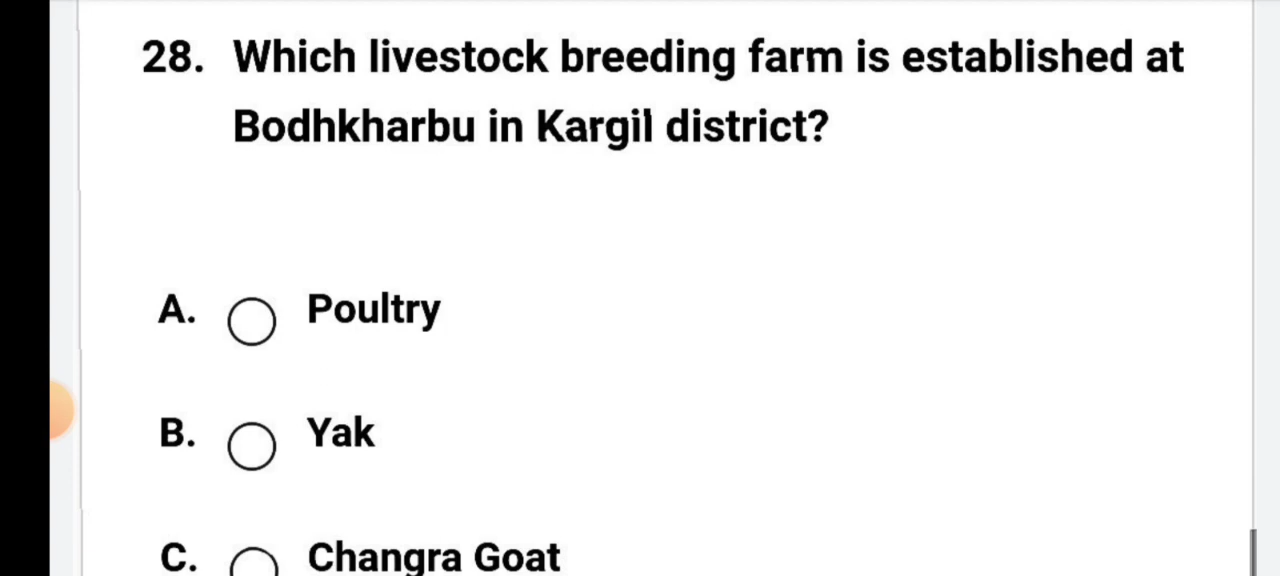 28. Which livestock breeding farm is established at
Bodhkharbu in Kargil district?
A. Poultry
B. Yak
C. Changra Goat